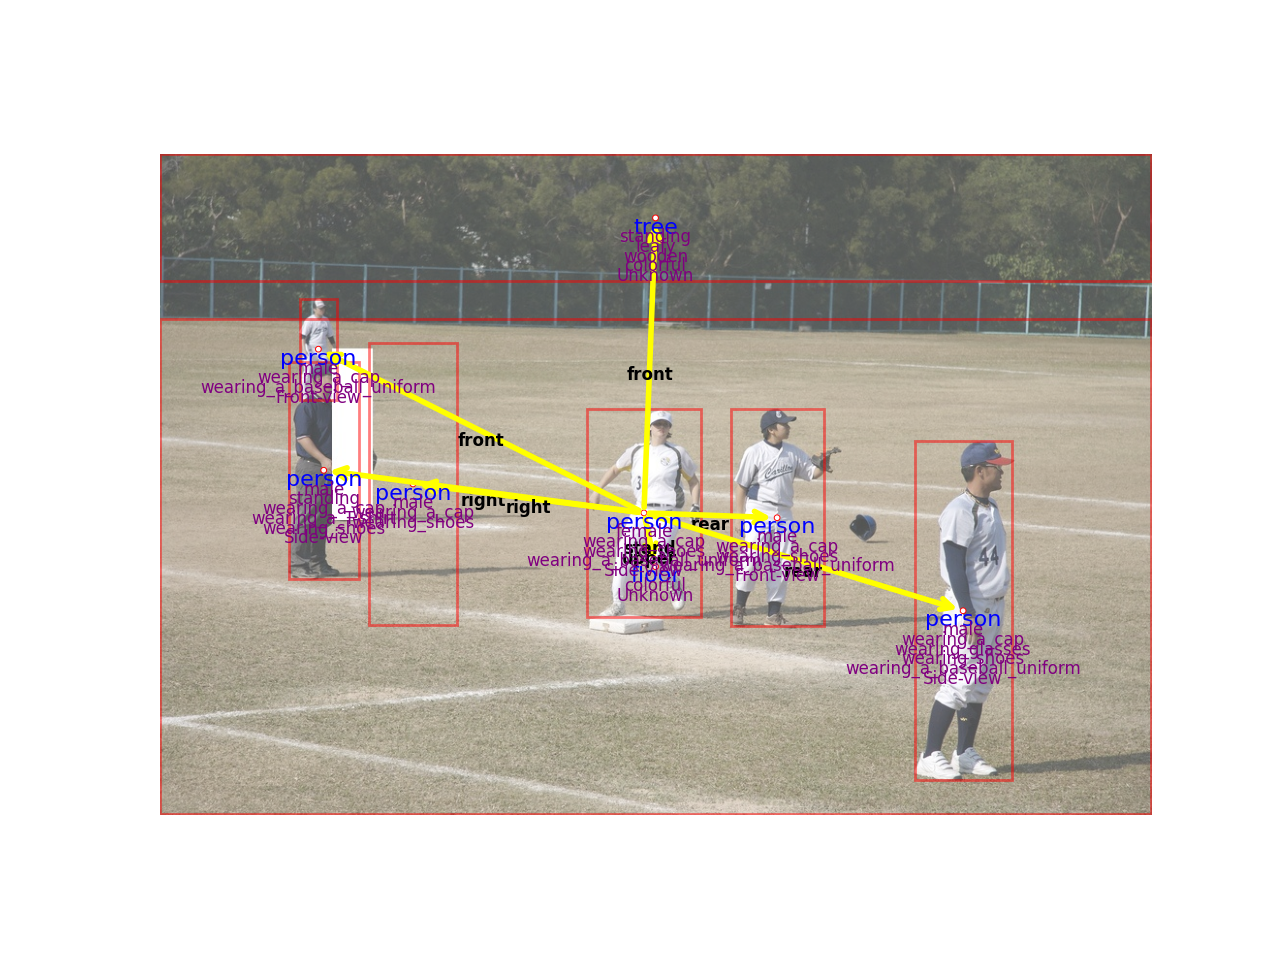 tree
standing
leafy
wooden
colorful
Unknown
person
male
wearing_a_cap
wearing_a_baseball_uniform
Front-view
front
front
person
male
standing
wearing_a_cap
wearing_shoes
Side-view
person
male
wearing_a_cap
wearing_shoes
right
right
person
female
wearing_a_cap
wearing_shoes
wearing_a_baseball_uniform
Side-view
stand
upper
floor
colorful
Unknown
rear
person
male
wearing_a_cap
wearing_shoes
wearing_a_baseball_uniform
Front-view
rear
person
male
wearing_a_cap
wearing_glasses
wearing_shoes
wearing_a_baseball_uniform
Side-view
3
44